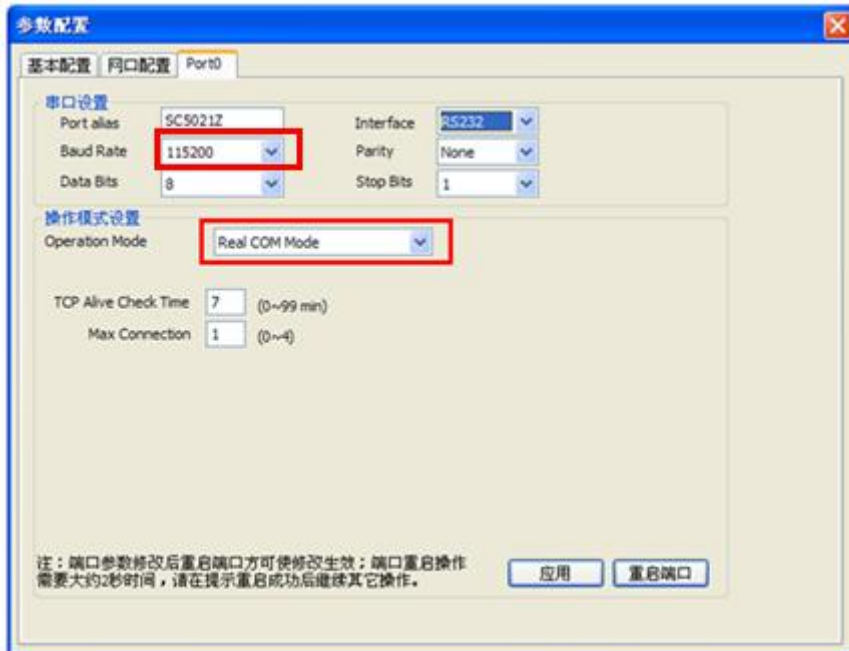 参数配置
基本配置 网口配置 Port0
串口设置
Port alias SC5021Z Interface RS232
Baud Rate 115200 Parity None
Data Bits 8 Stop Bits 1
操作模式设置
Operation Mode Real COM Mode
TCP Alive Check Time 7 (0~99 min)
Max Connection 1 (0~4)
注：端口参数修改后重启端口方可使修改生效；端口重启操作
需要大约2秒时间，请在提示重启成功后继续其它操作。
应用 重启端口